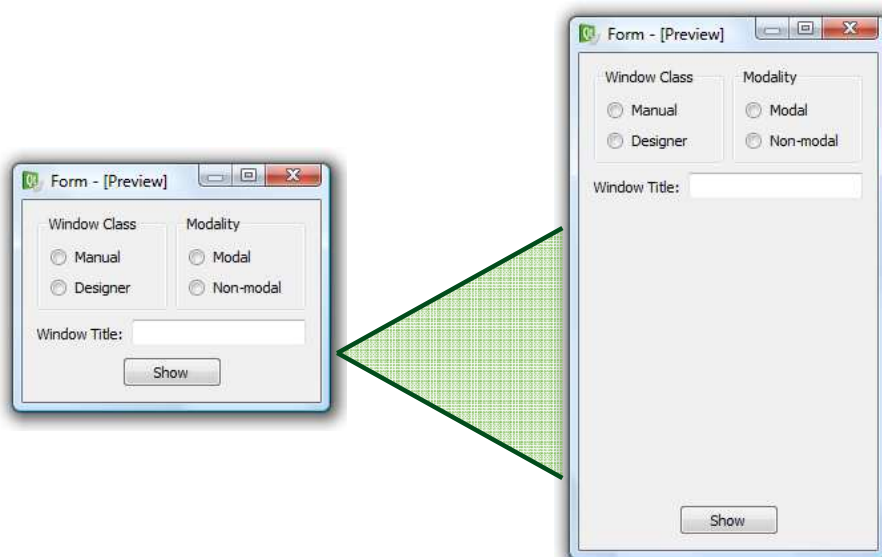 Form - [Preview]
Window Class
Modality
Manual
Modal
Designer
Non-modal
Window Title:
Show
Form - [Preview]
Window Class
Modality
Manual
Modal
Designer
Non-modal
Window Title:
Show